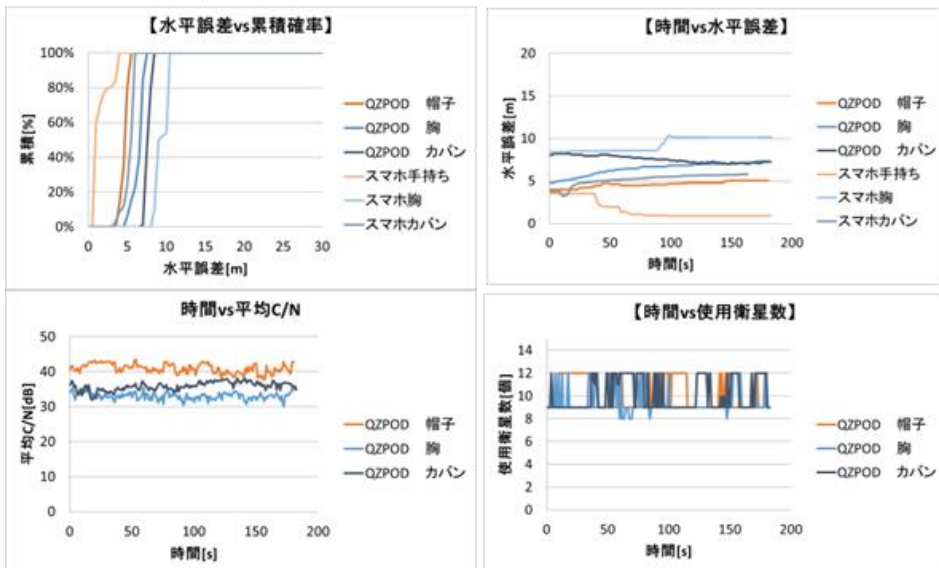 【水平誤差vs累積確率】
100%
80%
60%
40%
20%
0%
累積[%]
0 5 10 15 20 25 30
水平誤差[m]
QZPOD 帽子
QZPOD 胸
QZPOD カバン
スマホ手持ち
スマホ胸
スマホカバン
【時間vs水平誤差】
20
15
10
5
0
水平誤差[m]
0 50 100 150 200
時間[s]
QZPOD 帽子
QZPOD 胸
QZPOD カバン
スマホ手持ち
スマホ胸
スマホカバン
時間vs平均C/N
50
40
30
20
10
0
平均C/N[dB]
0 50 100 150 200
時間[s]
QZPOD 帽子
QZPOD 胸
QZPOD カバン
【時間vs使用衛星数】
14
12
10
8
6
4
2
0
使用衛星数[個]
0 50 100 150 200
時間[s]
QZPOD 帽子
QZPOD 胸
QZPOD カバン